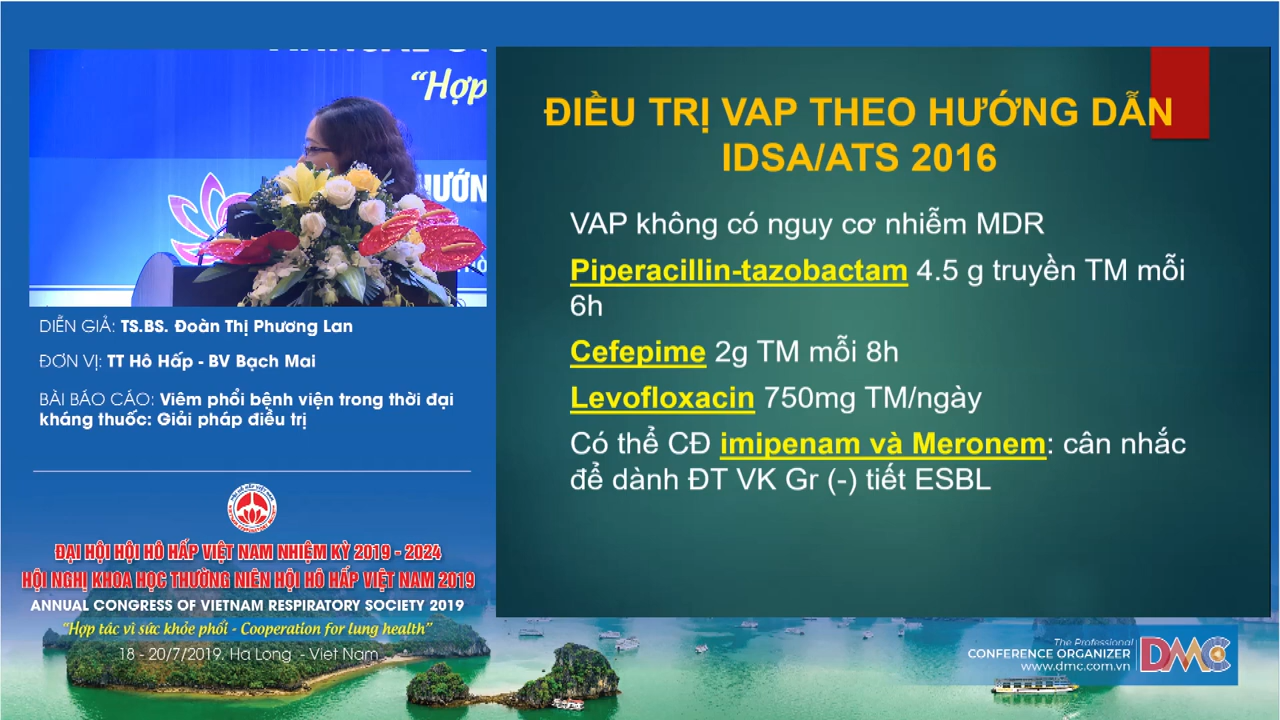 “Hợp
HƯỚN
DIỄN GIẢ: TS.BS. Đoàn Thị Phương Lan
ĐƠN VỊ: TT Hô Hấp - BV Bạch Mai
BÀI BÁO CÁO: Viêm phổi bệnh viện trong thời đại
kháng thuốc: Giải pháp điều trị
ĐẠI HỘI HỘI HÔ HẤP VIỆT NAM NHIỆM KỲ 2019 - 2024
HỘI NGHỊ KHOA HỌC THƯỜNG NIÊN HỘI HÔ HẤP VIỆT NAM 2019
ANNUAL CONGRESS OF VIETNAM RESPIRATORY SOCIETY 2019
“Hợp tác vì sức khỏe phổi - Cooperation for lung health”
18 - 20/7/2019. Ha Long - Viet Nam
ĐIỀU TRỊ VAP THEO HƯỚNG DẪN
IDSA/ATS 2016
VAP không có nguy cơ nhiễm MDR
Piperacillin-tazobactam 4.5 g truyền TM mỗi
6h
Cefepime 2g TM mỗi 8h
Levofloxacin 750mg TM/ngày
Có thể CĐ imipenam và Meronem: cân nhắc
để dành ĐT VK Gr (-) tiết ESBL
The Professional
CONFERENCE ORGANIZER
www.dmc.com.vn
DMC